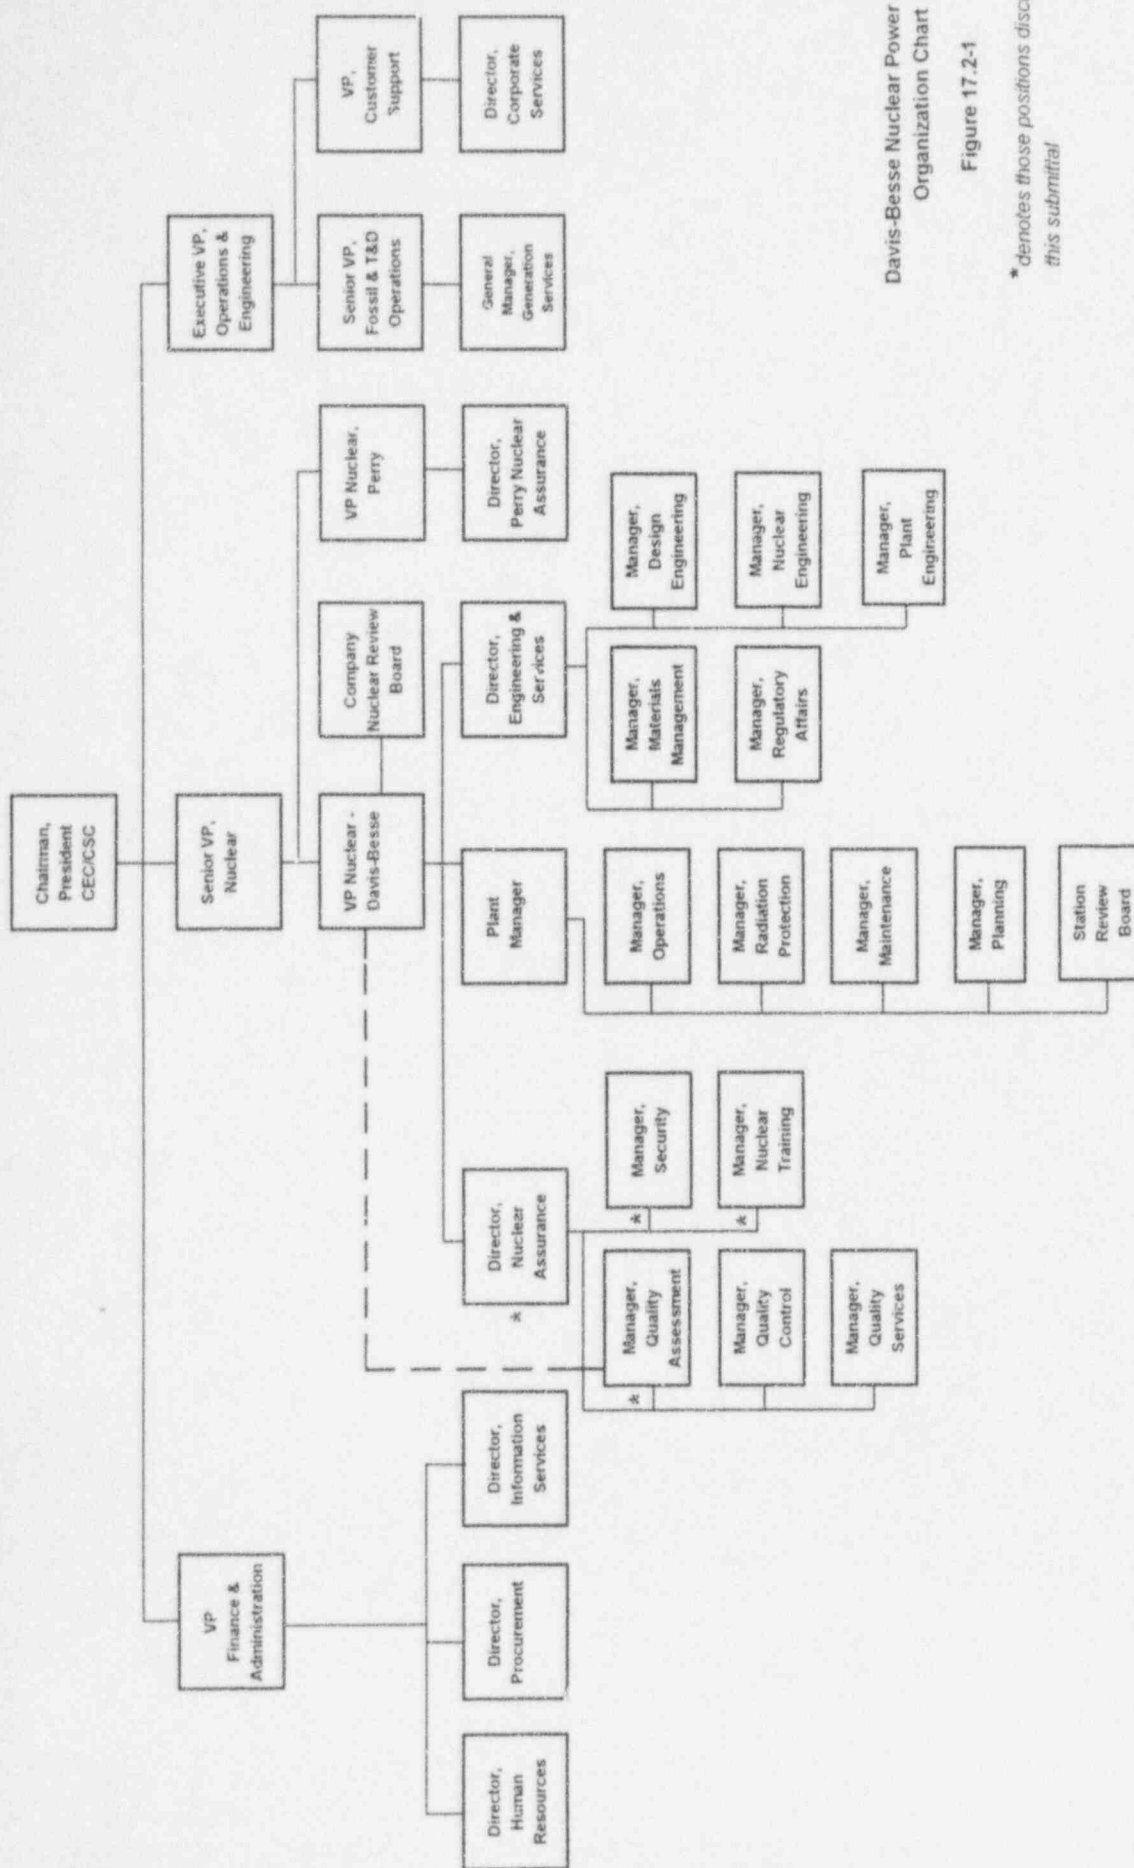 Chairman,
President
CEC/CSC
VP
Finance &
Administration
Senior VP,
Nuclear
Executive VP,
Operations &
Engineering
VP Nuclear -
Davis-Besse
Company
Nuclear Review
Board
VP Nuclear,
Perry
Senior VP,
Fossil & T&D
Operations
VP,
Customer
Support
Director,
Human
Resources
Director,
Procurement
Director,
Information
Services
*
Director,
Nuclear
Assurance
Plant
Manager
Director,
Engineering &
Services
Director,
Perry Nuclear
Assurance
General
Manager,
Generation
Services
Director,
Corporate
Services
*
Manager,
Quality
Assessment
Manager,
Quality
Control
Manager,
Quality
Services
*
Manager,
Security
*
Manager,
Nuclear
Training
Manager,
Operations
Manager,
Radiation
Protection
Manager,
Maintenance
Manager,
Planning
Station
Review
Board
Manager,
Materials
Management
Manager,
Regulatory
Affairs
Manager,
Design
Engineering
Manager,
Nuclear
Engineering
Manager,
Plant
Engineering
Davis-Besse Nuclear Power
Organization Chart
Figure 17.2-1
* denotes those positions
this submittal